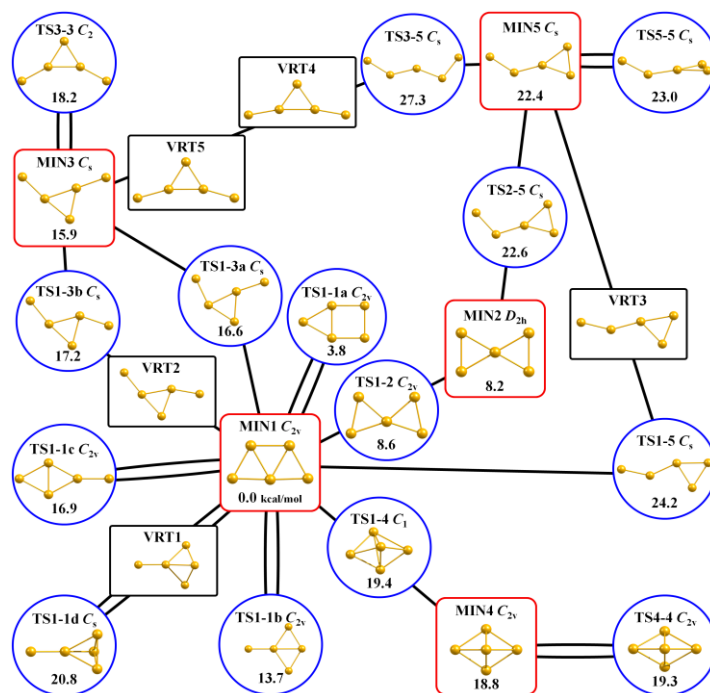 TS3-3 C₂
18.2
VRT4
TS3-5 Cₛ
27.3
MIN5 Cₛ
22.4
TS5-5 Cₛ
23.0
VRT5
MIN3 Cₛ
15.9
TS2-5 Cₛ
22.6
TS1-3b Cₛ
17.2
TS1-3a Cₛ
16.6
TS1-1a C₂ᵥ
3.8
MIN2 D₂ₕ
8.2
VRT3
VRT2
TS1-2 C₂ᵥ
8.6
MIN1 C₂ᵥ
0.0 kcal/mol
TS1-1c C₂ᵥ
16.9
TS1-5 Cₛ
24.2
VRT1
TS1-4 C₁
19.4
TS1-1d Cₛ
20.8
TS1-1b C₂ᵥ
13.7
MIN4 C₂ᵥ
18.8
TS4-4 C₂ᵥ
19.3